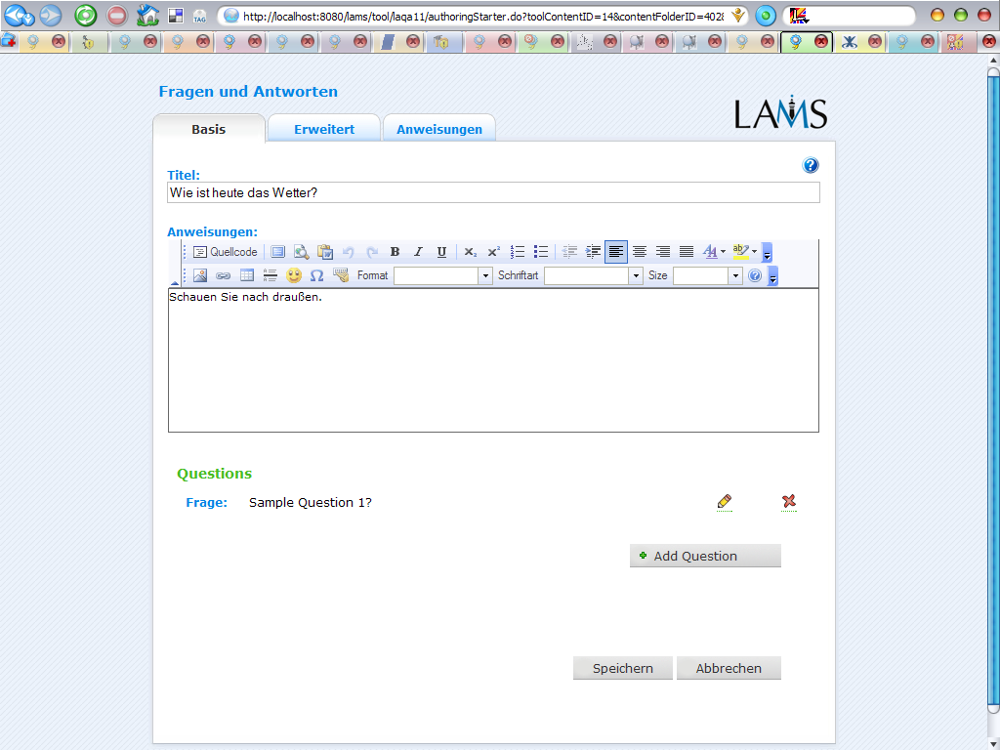 TAG
http://localhost:8080/lams/tool/laqa11/authoringStarter.do?toolContentID=14&contentFolderID=4028
Fragen und Antworten
LAMS
Basis Erweitert Anweisungen
Titel:
Wie ist heute das Wetter?
Anweisungen:
Quellcode B I U
Format Schriftart Size
Schauen Sie nach draußen.
Questions
Frage: Sample Question 1?
Add Question
Speichern Abbrechen